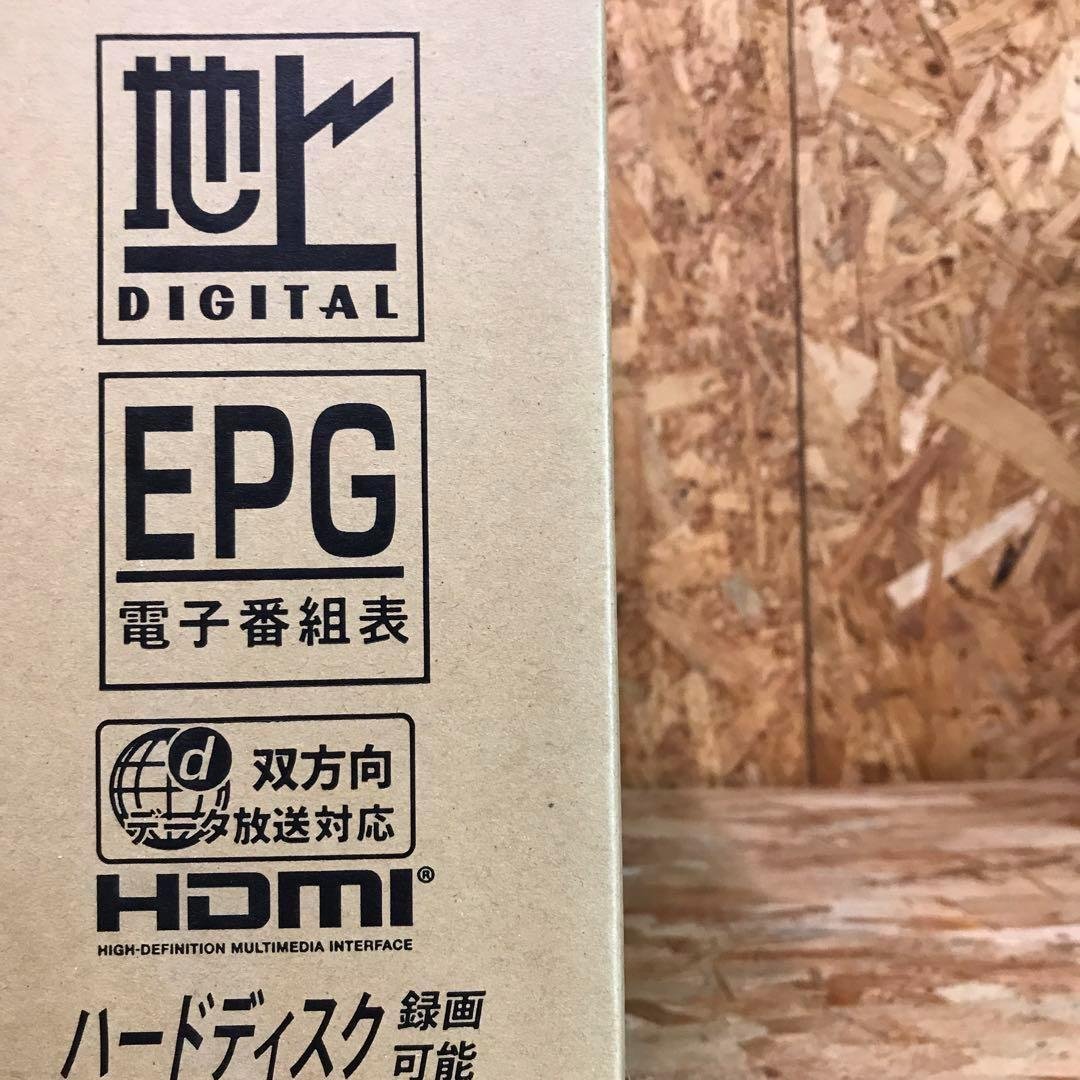 地上
DIGITAL
EPG
電子番組表
d 双方向
データ放送対応
HDMI®
HIGH-DEFINITION MULTIMEDIA INTERFACE
ハードディスク 録画
可能